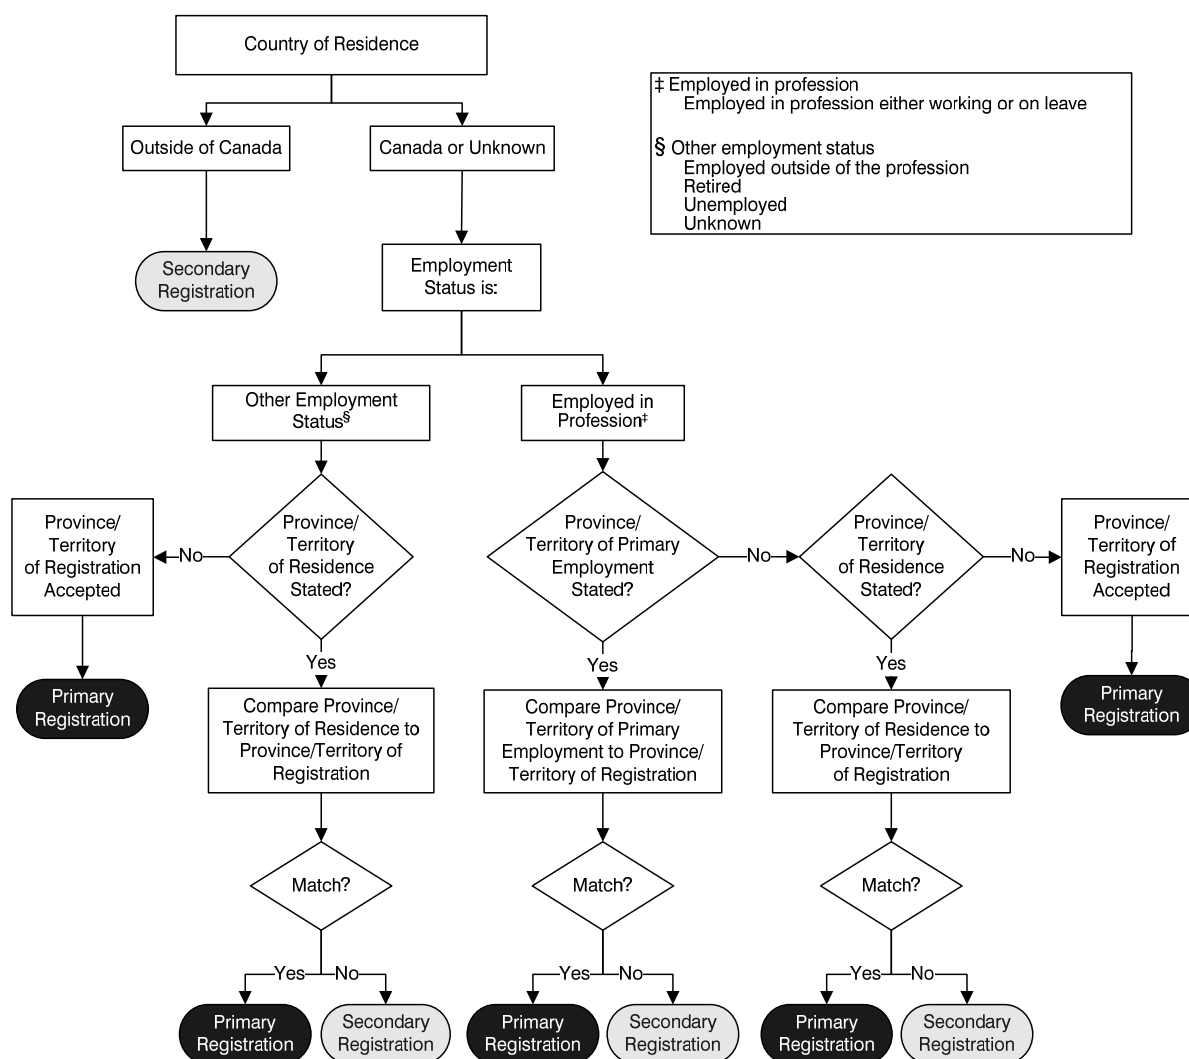 Country of Residence
‡ Employed in profession
Employed in profession either working or on leave
§ Other employment status
Employed outside of the profession
Retired
Unemployed
Unknown
Outside of Canada
Canada or Unknown
Secondary
Registration
Employment
Status is:
Other Employment
Status§
Employed in
Profession‡
Province/
Territory
of Registration
Accepted
No
Province/
Territory
of Residence
Stated?
Province/
Territory of Primary
Employment
Stated?
No
Province/
Territory
of Residence
Stated?
No
Province/
Territory of
Registration
Accepted
Yes
Yes
Yes
Primary
Registration
Compare Province/
Territory of Residence to
Province/Territory of
Registration
Compare Province/
Territory of Primary
Employment to Province/
Territory of Registration
Compare Province/
Territory of Residence to
Province/Territory
of Registration
Primary
Registration
Match?
Match?
Match?
Yes
No
Yes
No
Yes
No
Primary
Registration
Secondary
Registration
Primary
Registration
Secondary
Registration
Primary
Registration
Secondary
Registration